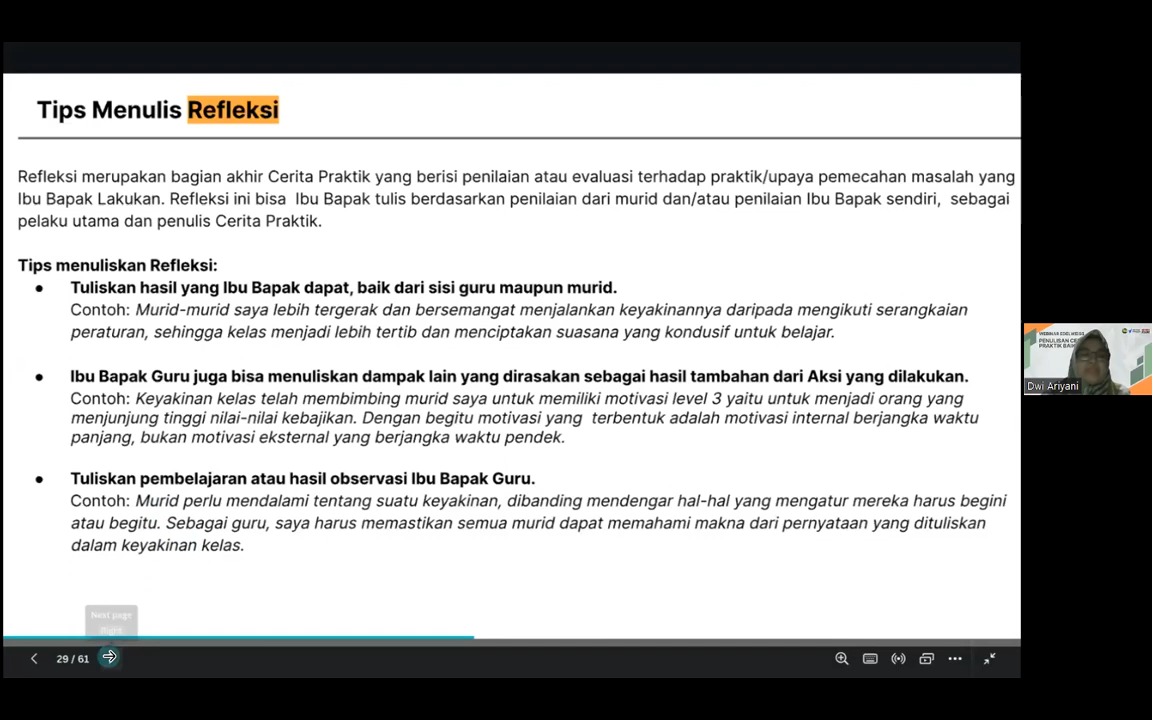 Tips Menulis Refleksi
Refleksi merupakan bagian akhir Cerita Praktik yang berisi penilaian atau evaluasi terhadap praktik/upaya pemecahan masalah yang
Ibu Bapak Lakukan. Refleksi ini bisa Ibu Bapak tulis berdasarkan penilaian dari murid dan/atau penilaian Ibu Bapak sendiri, sebagai
pelaku utama dan penulis Cerita Praktik.
Tips menuliskan Refleksi:
● Tuliskan hasil yang Ibu Bapak dapat, baik dari sisi guru maupun murid.
Contoh: Murid-murid saya lebih tergerak dan bersemangat menjalankan keyakinannya daripada mengikuti serangkaian
peraturan, sehingga kelas menjadi lebih tertib dan menciptakan suasana yang kondusif untuk belajar.
● Ibu Bapak Guru juga bisa menuliskan dampak lain yang dirasakan sebagai hasil tambahan dari Aksi yang dilakukan.
Contoh: Keyakinan kelas telah membimbing murid saya untuk memiliki motivasi level 3 yaitu untuk menjadi orang yang
menjunjung tinggi nilai-nilai kebajikan. Dengan begitu motivasi yang terbentuk adalah motivasi internal berjangka waktu
panjang, bukan motivasi eksternal yang berjangka waktu pendek.
● Tuliskan pembelajaran atau hasil observasi Ibu Bapak Guru.
Contoh: Murid perlu mendalami tentang suatu keyakinan, dibanding mendengar hal-hal yang mengatur mereka harus begini
atau begitu. Sebagai guru, saya harus memastikan semua murid dapat memahami makna dari pernyataan yang dituliskan
dalam keyakinan kelas.
Next page
29 / 61
WEBINAR EDELWEISS
PENULISAN
PRAKTIK BAI
Dwi Ariyani